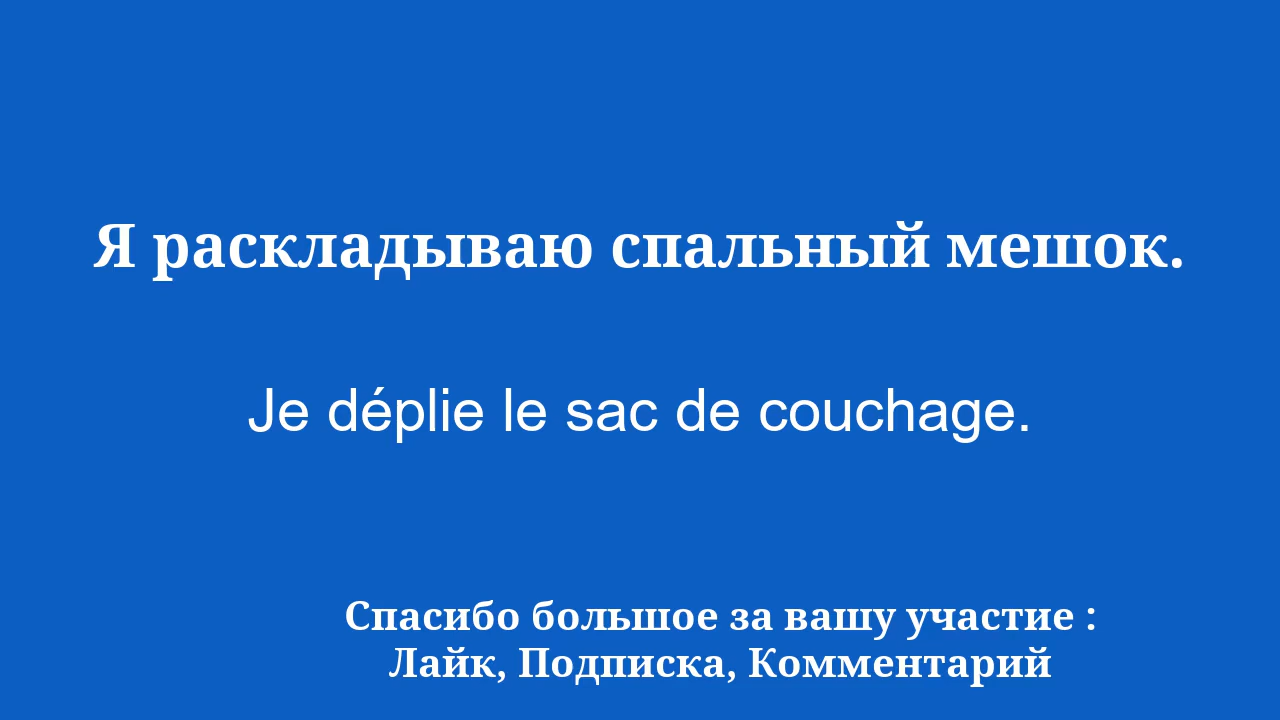 Я раскладываю спальный мешок.
Je déplie le sac de couchage.
Спасибо большое за вашу участие :
Лайк, Подписка, Комментарий